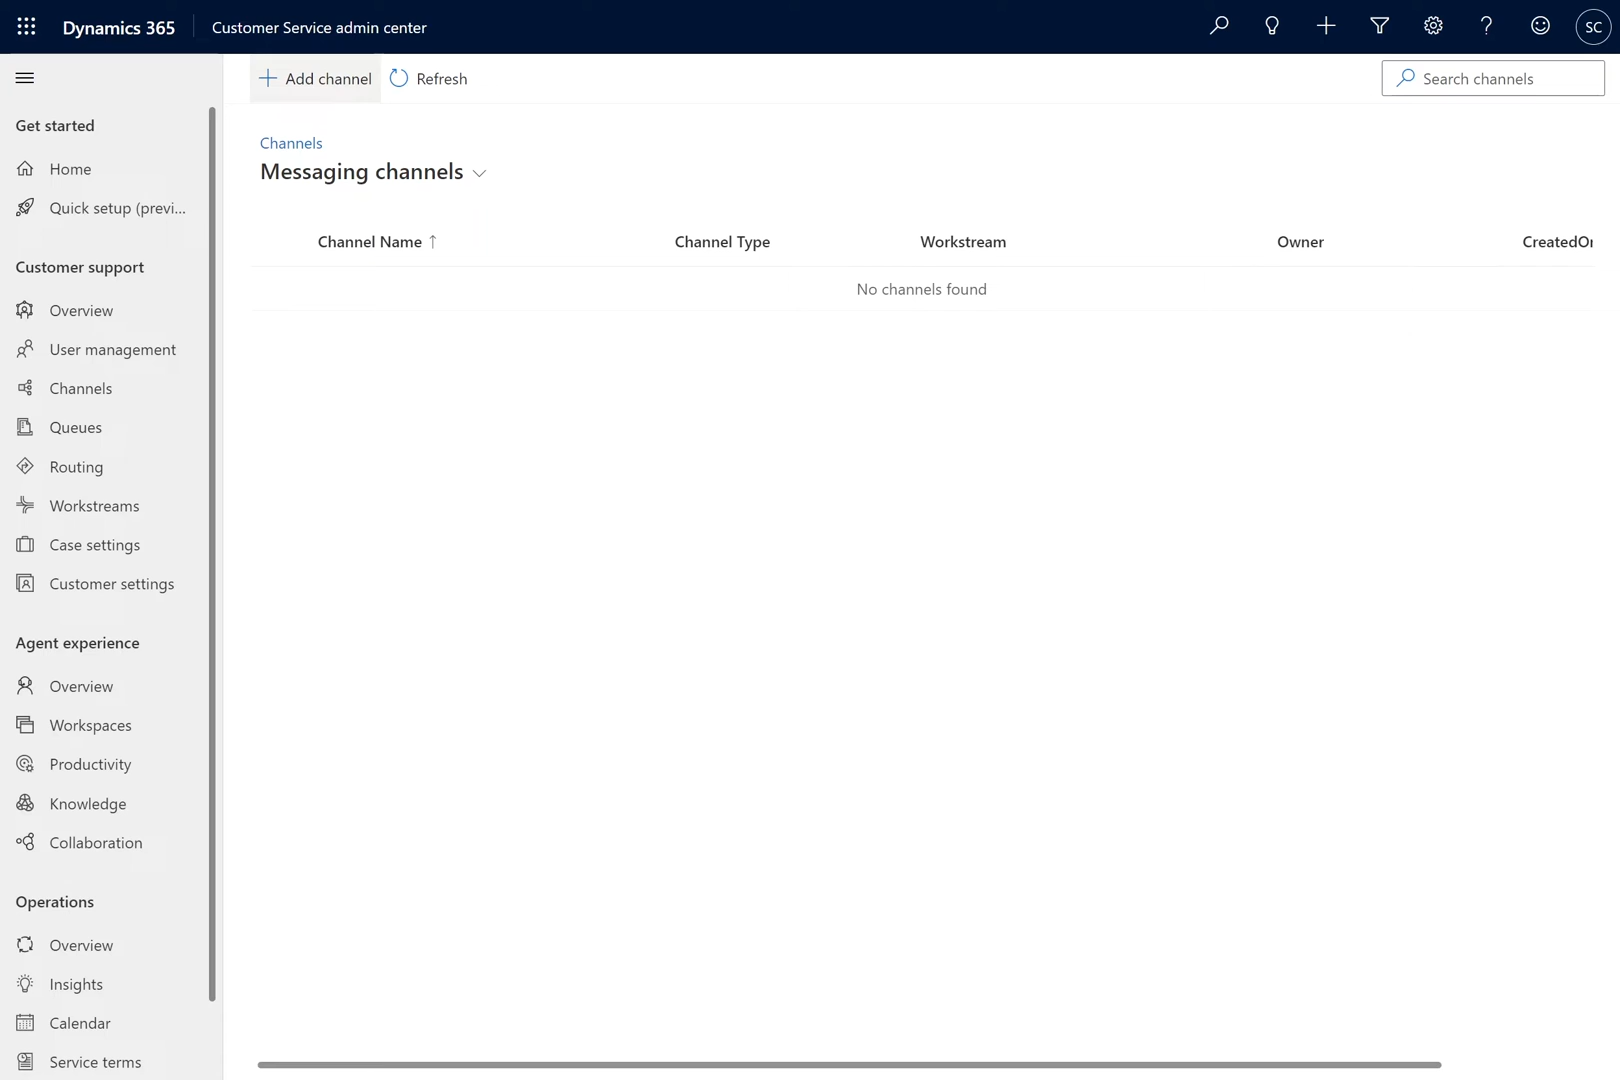 Dynamics 365
Customer Service admin center
SC
Add channel
Refresh
Search channels
Get started
Home
Quick setup (previ...
Customer support
Overview
User management
Channels
Queues
Routing
Workstreams
Case settings
Customer settings
Agent experience
Overview
Workspaces
Productivity
Knowledge
Collaboration
Operations
Overview
Insights
Calendar
Service terms
Channels
Messaging channels
Channel Name
Channel Type
Workstream
Owner
CreatedOn
No channels found